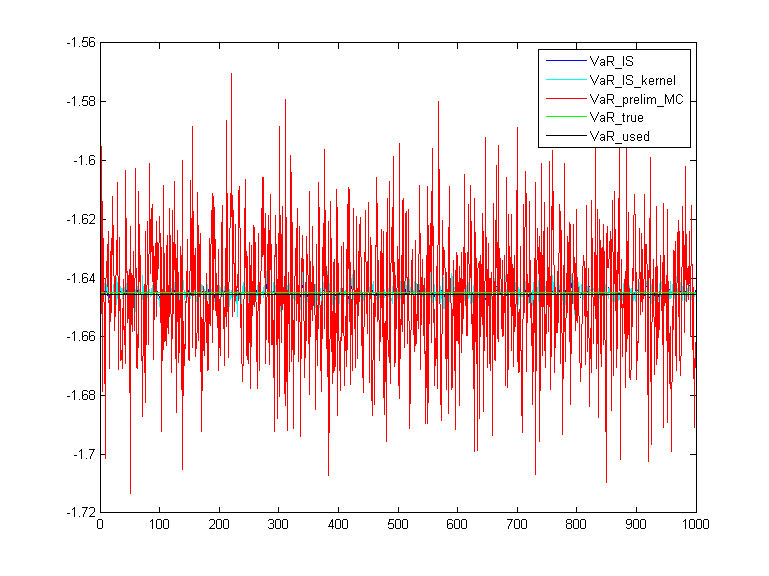 -1.56
-1.58
-1.6
-1.62
-1.64
-1.66
-1.68
-1.7
-1.72
VaR_IS
VaR_IS_kernel
VaR_prelim_MC
VaR_true
VaR_used
0 100 200 300 400 500 600 700 800 900 1000